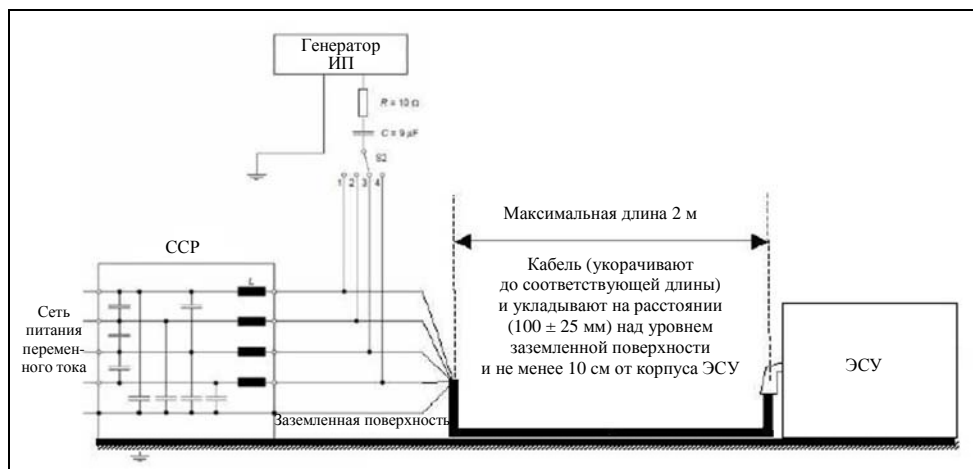 Генератор
ИП
R = 10 Ω
C = 9 µF
S2
1 2 3 4
Максимальная длина 2 м
ССР
L
Кабель (укорачивают
до соответствующей длины)
и укладывают на расстоянии
(100 ± 25 мм) над уровнем
заземленной поверхности
и не менее 10 см от корпуса ЭСУ
Сеть
питания
перемен-
ного тока
ЭСУ
Заземленная поверхность